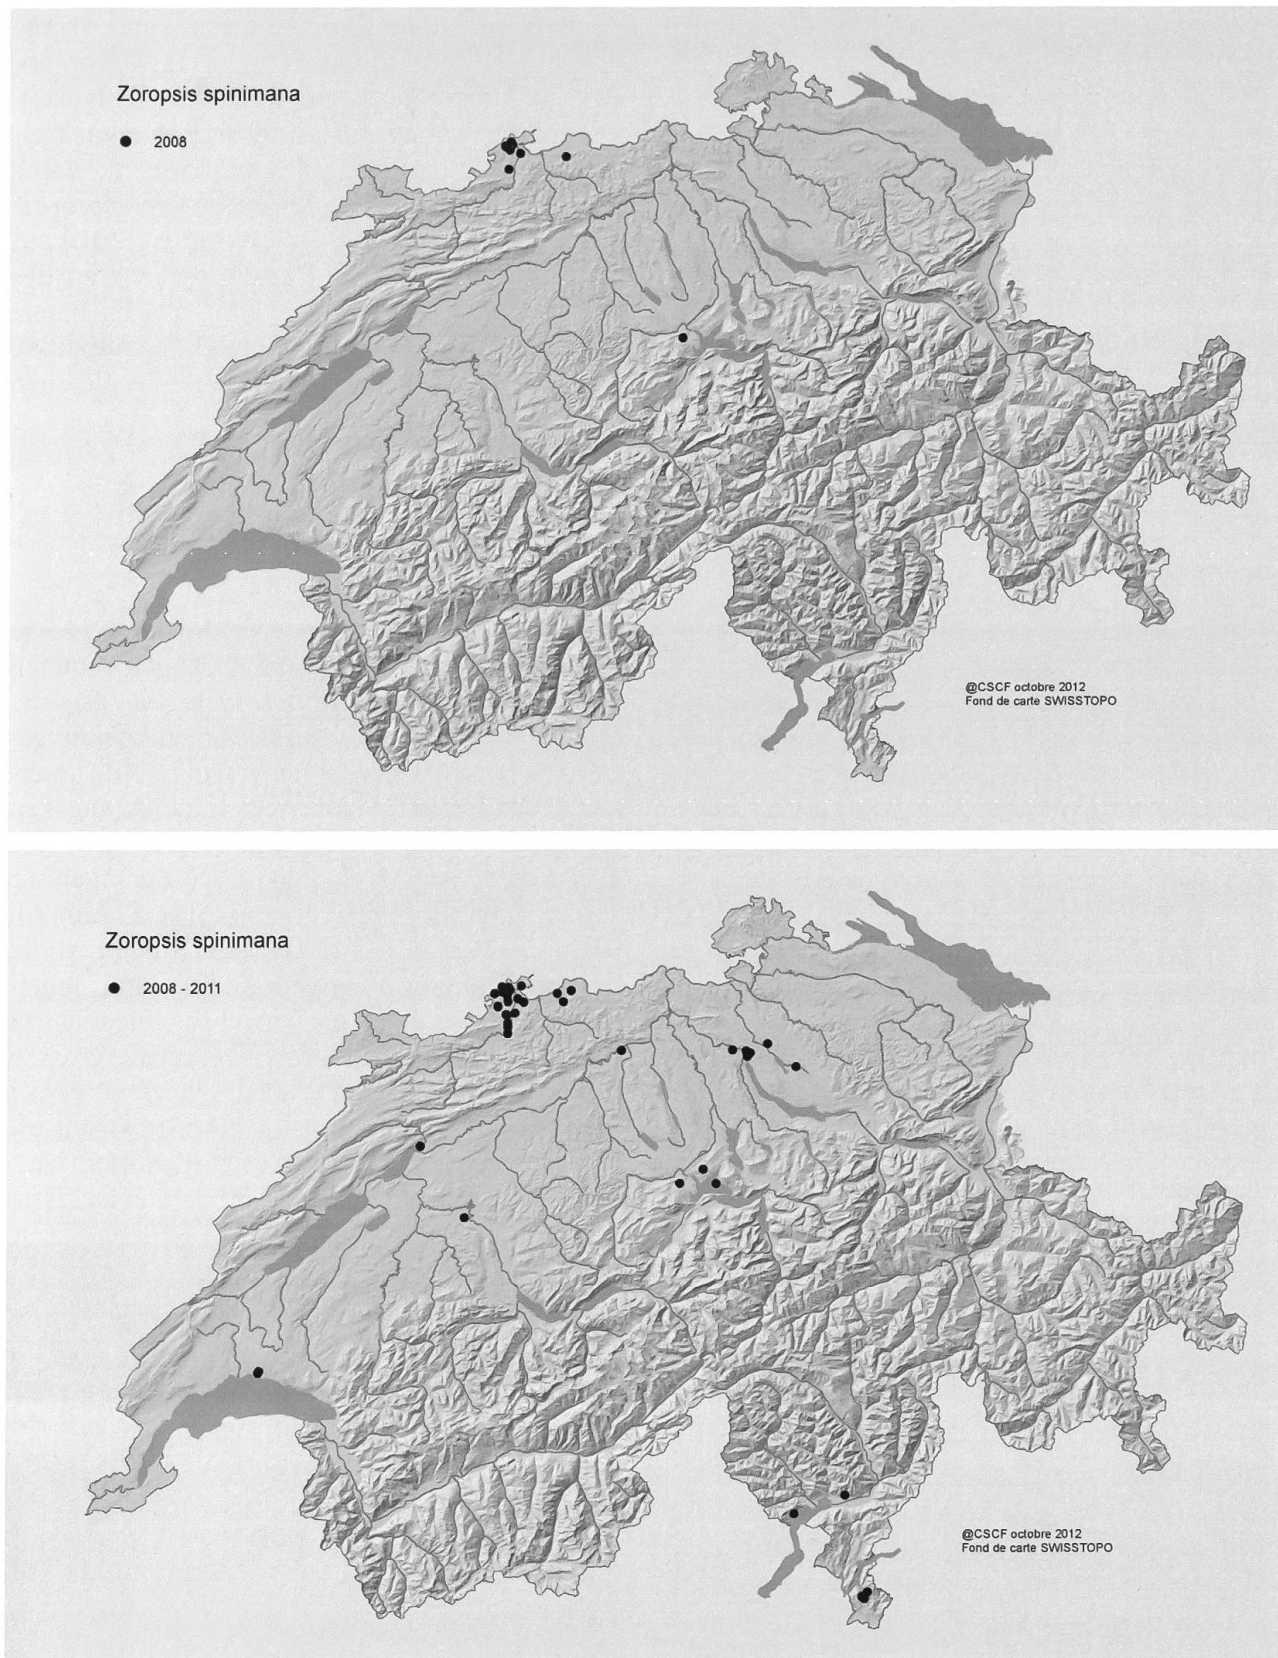 Zoropsis spinimana
2008
@CSCF octobre 2012
Fond de carte SWISSTOPO
Zoropsis spinimana
2008 - 2011
@CSCF octobre 2012
Fond de carte SWISSTOPO